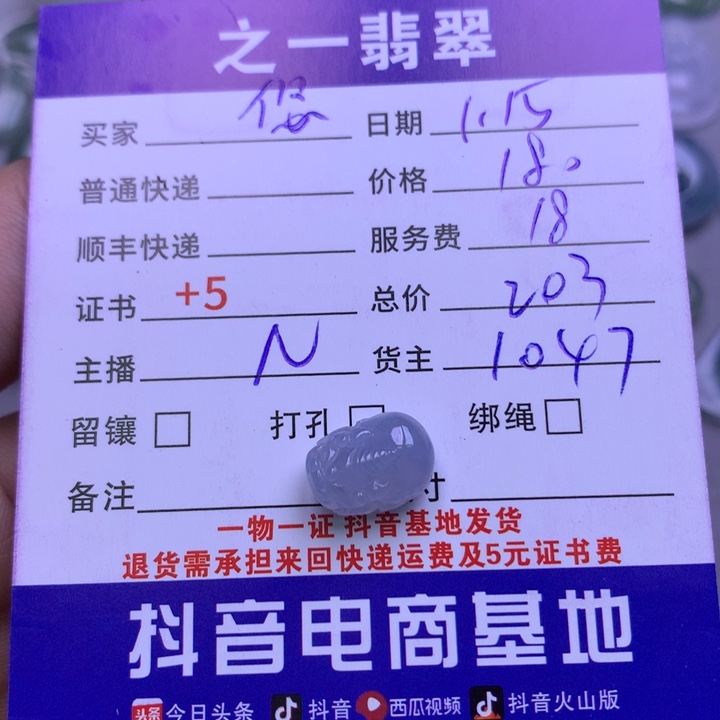 之一翡翠
买家 日期 1.15
普通快递 价格 180
顺丰快递 服务费 18
证书 +5 总价 203
主播 N 货主 1047
留镶 打孔 绑绳
备注 寸
一物一证 抖音基地发货
退货需承担来回快递运费及5元证书费
抖音电商基地
头条 今日头条 抖音 西瓜视频 抖音火山版